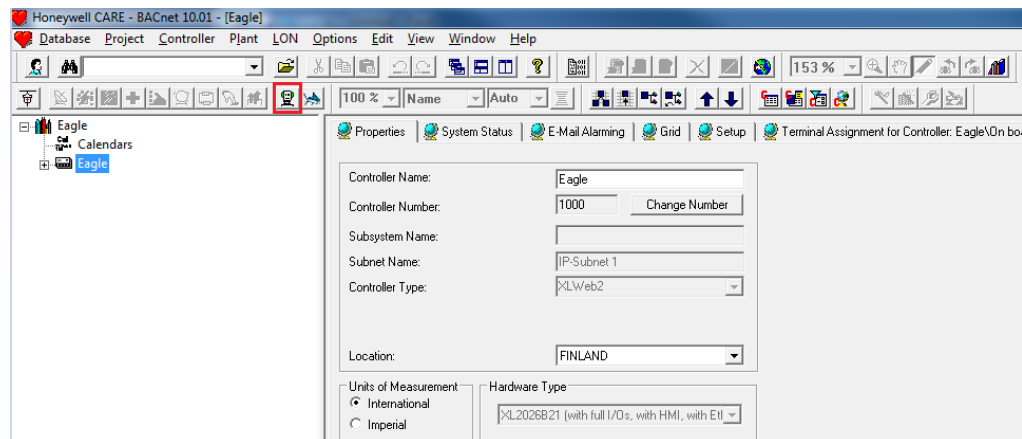 Honeywell CARE - BACnet 10.01 - [Eagle]
Database Project Controller Plant LON Options Edit View Window Help
153 %
100 % Name Auto
Eagle
Calendars
Eagle
Properties System Status E-Mail Alarming Grid Setup Terminal Assignment for Controller: Eagle\On boa
Controller Name: Eagle
Controller Number: 1000 Change Number
Subsystem Name:
Subnet Name: IP-Subnet 1
Controller Type: XLWeb2
Location: FINLAND
Units of Measurement Hardware Type
International
XL2026B21 (with full I/Os, with HMI, with Etl
Imperial